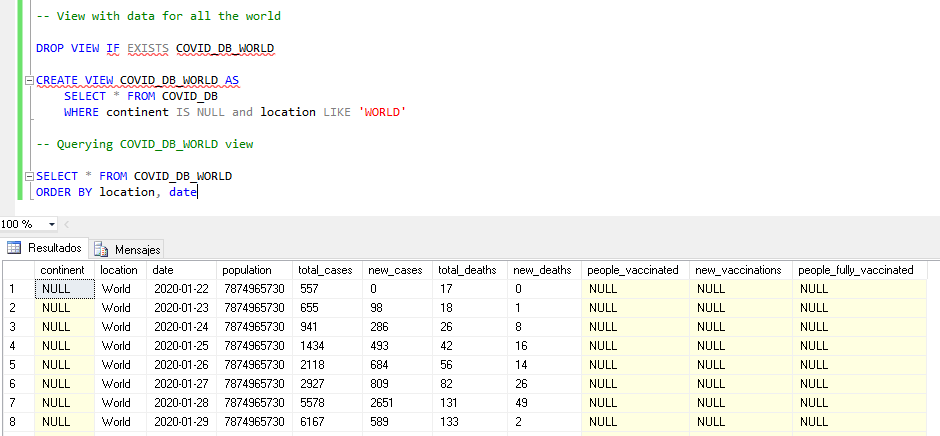 -- View with data for all the world
DROP VIEW IF EXISTS COVID_DB_WORLD
CREATE VIEW COVID_DB_WORLD AS
SELECT * FROM COVID_DB
WHERE continent IS NULL and location LIKE 'WORLD'
-- Querying COVID_DB_WORLD view
SELECT * FROM COVID_DB_WORLD
ORDER BY location, date
100 %
Resultados Mensajes
continent location date population total_cases new_cases total_deaths new_deaths people_vaccinated new_vaccinations people_fully_vaccinated
1 NULL World 2020-01-22 7874965730 557 0 17 0 NULL NULL NULL
2 NULL World 2020-01-23 7874965730 655 98 18 1 NULL NULL NULL
3 NULL World 2020-01-24 7874965730 941 286 26 8 NULL NULL NULL
4 NULL World 2020-01-25 7874965730 1434 493 42 16 NULL NULL NULL
5 NULL World 2020-01-26 7874965730 2118 684 56 14 NULL NULL NULL
6 NULL World 2020-01-27 7874965730 2927 809 82 26 NULL NULL NULL
7 NULL World 2020-01-28 7874965730 5578 2651 131 49 NULL NULL NULL
8 NULL World 2020-01-29 7874965730 6167 589 133 2 NULL NULL NULL